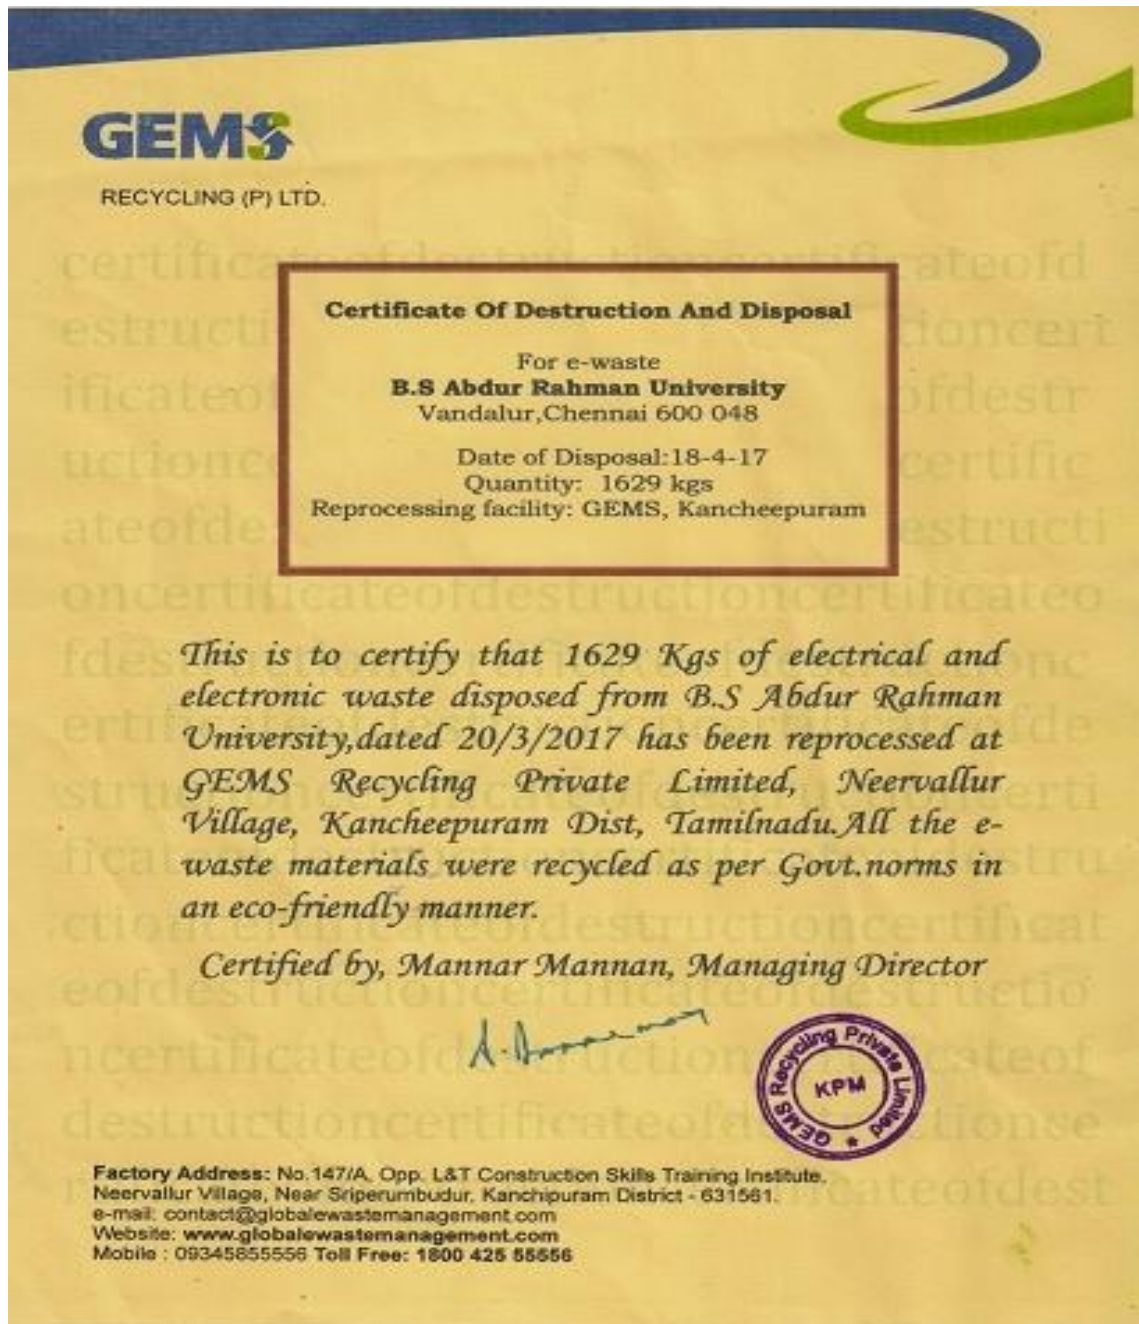 GEMS
RECYCLING (P) LTD.
Certificate Of Destruction And Disposal
For e-waste
B.S Abdur Rahman University
Vandalur,Chennai 600 048
Date of Disposal:18-4-17
Quantity: 1629 kgs
Reprocessing facility: GEMS, Kancheepuram
This is to certify that 1629 Kgs of electrical and
electronic waste disposed from B.S Abdur Rahman
University,dated 20/3/2017 has been reprocessed at
GEMS Recycling Private Limited, Neervallur
Village, Kancheepuram Dist, Tamilnadu.All the e-
waste materials were recycled as per Govt.norms in
an eco-friendly manner.
Certified by, Mannar Mannan, Managing Director
GEMS Recycling Private Limited
KPM
Factory Address: No.147/A, Opp. L&T Construction Skills Training Institute.
Neervallur Village, Near Sriperumbudur, Kanchipuram District - 631561.
e-mail: contact@globalewastemanagement.com
Website: www.globalewastemanagement.com
Mobile : 09345855556 Toll Free: 1800 425 55556